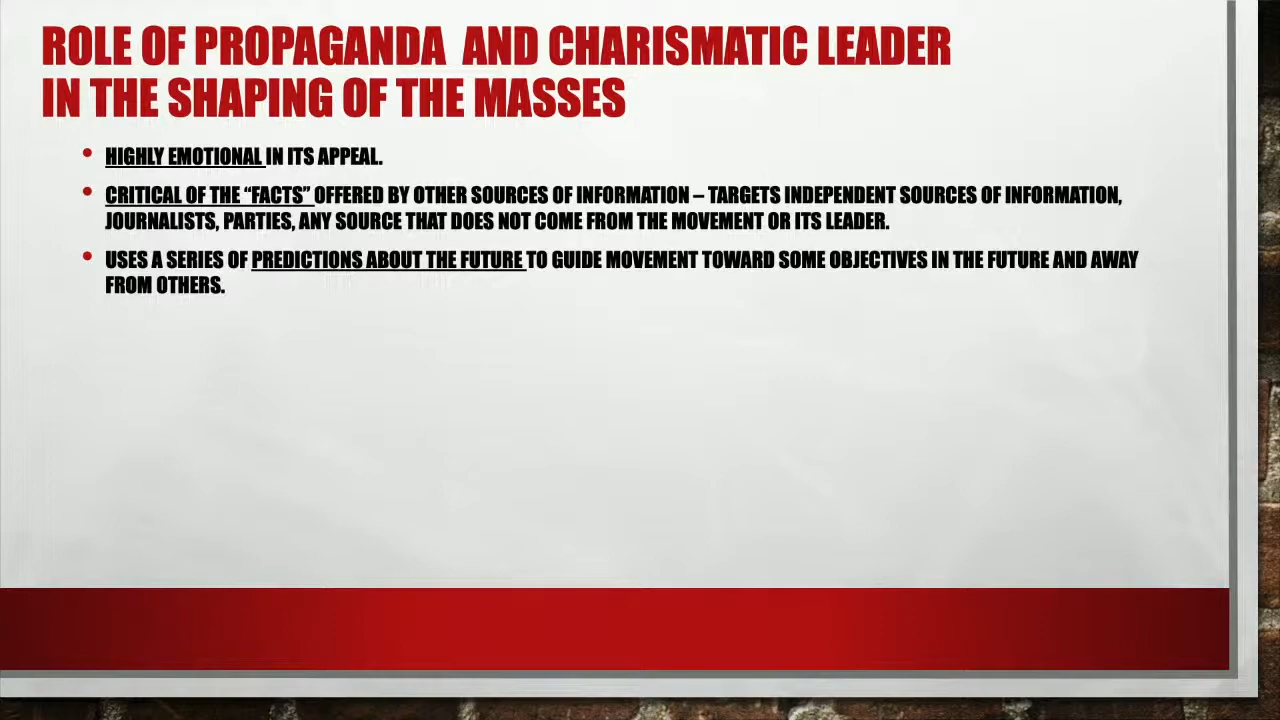 ROLE OF PROPAGANDA AND CHARISMATIC LEADER
IN THE SHAPING OF THE MASSES
• HIGHLY EMOTIONAL IN ITS APPEAL.
• CRITICAL OF THE “FACTS” OFFERED BY OTHER SOURCES OF INFORMATION – TARGETS INDEPENDENT SOURCES OF INFORMATION,
JOURNALISTS, PARTIES, ANY SOURCE THAT DOES NOT COME FROM THE MOVEMENT OR ITS LEADER.
• USES A SERIES OF PREDICTIONS ABOUT THE FUTURE TO GUIDE MOVEMENT TOWARD SOME OBJECTIVES IN THE FUTURE AND AWAY
FROM OTHERS.